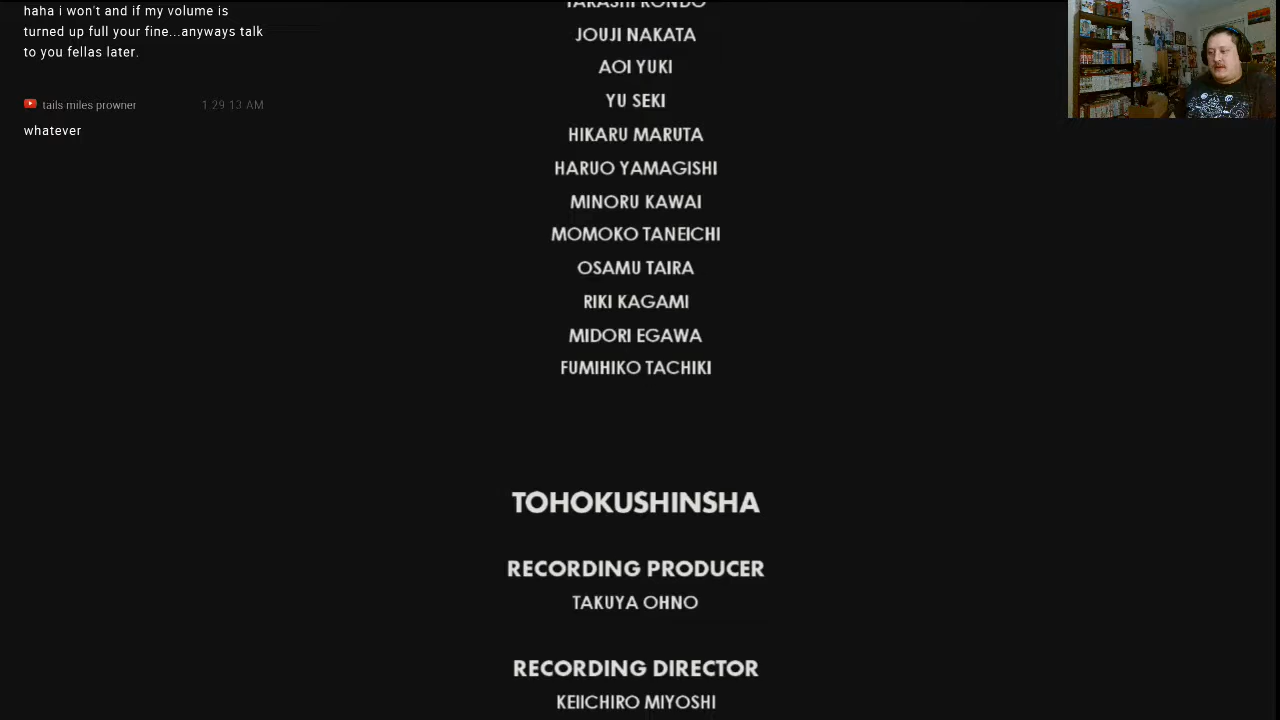 haha i won't and if my volume is
turned up full your fine...anyways talk
to you fellas later.
tails miles prowner 1 29 13 AM
whatever
TAKASHI KONDO
JOUJI NAKATA
AOI YUKI
YU SEKI
HIKARU MARUTA
HARUO YAMAGISHI
MINORU KAWAI
MOMOKO TANEICHI
OSAMU TAIRA
RIKI KAGAMI
MIDORI EGAWA
FUMIHIKO TACHIKI
TOHOKUSHINSHA
RECORDING PRODUCER
TAKUYA OHNO
RECORDING DIRECTOR
KEIICHIRO MIYOSHI